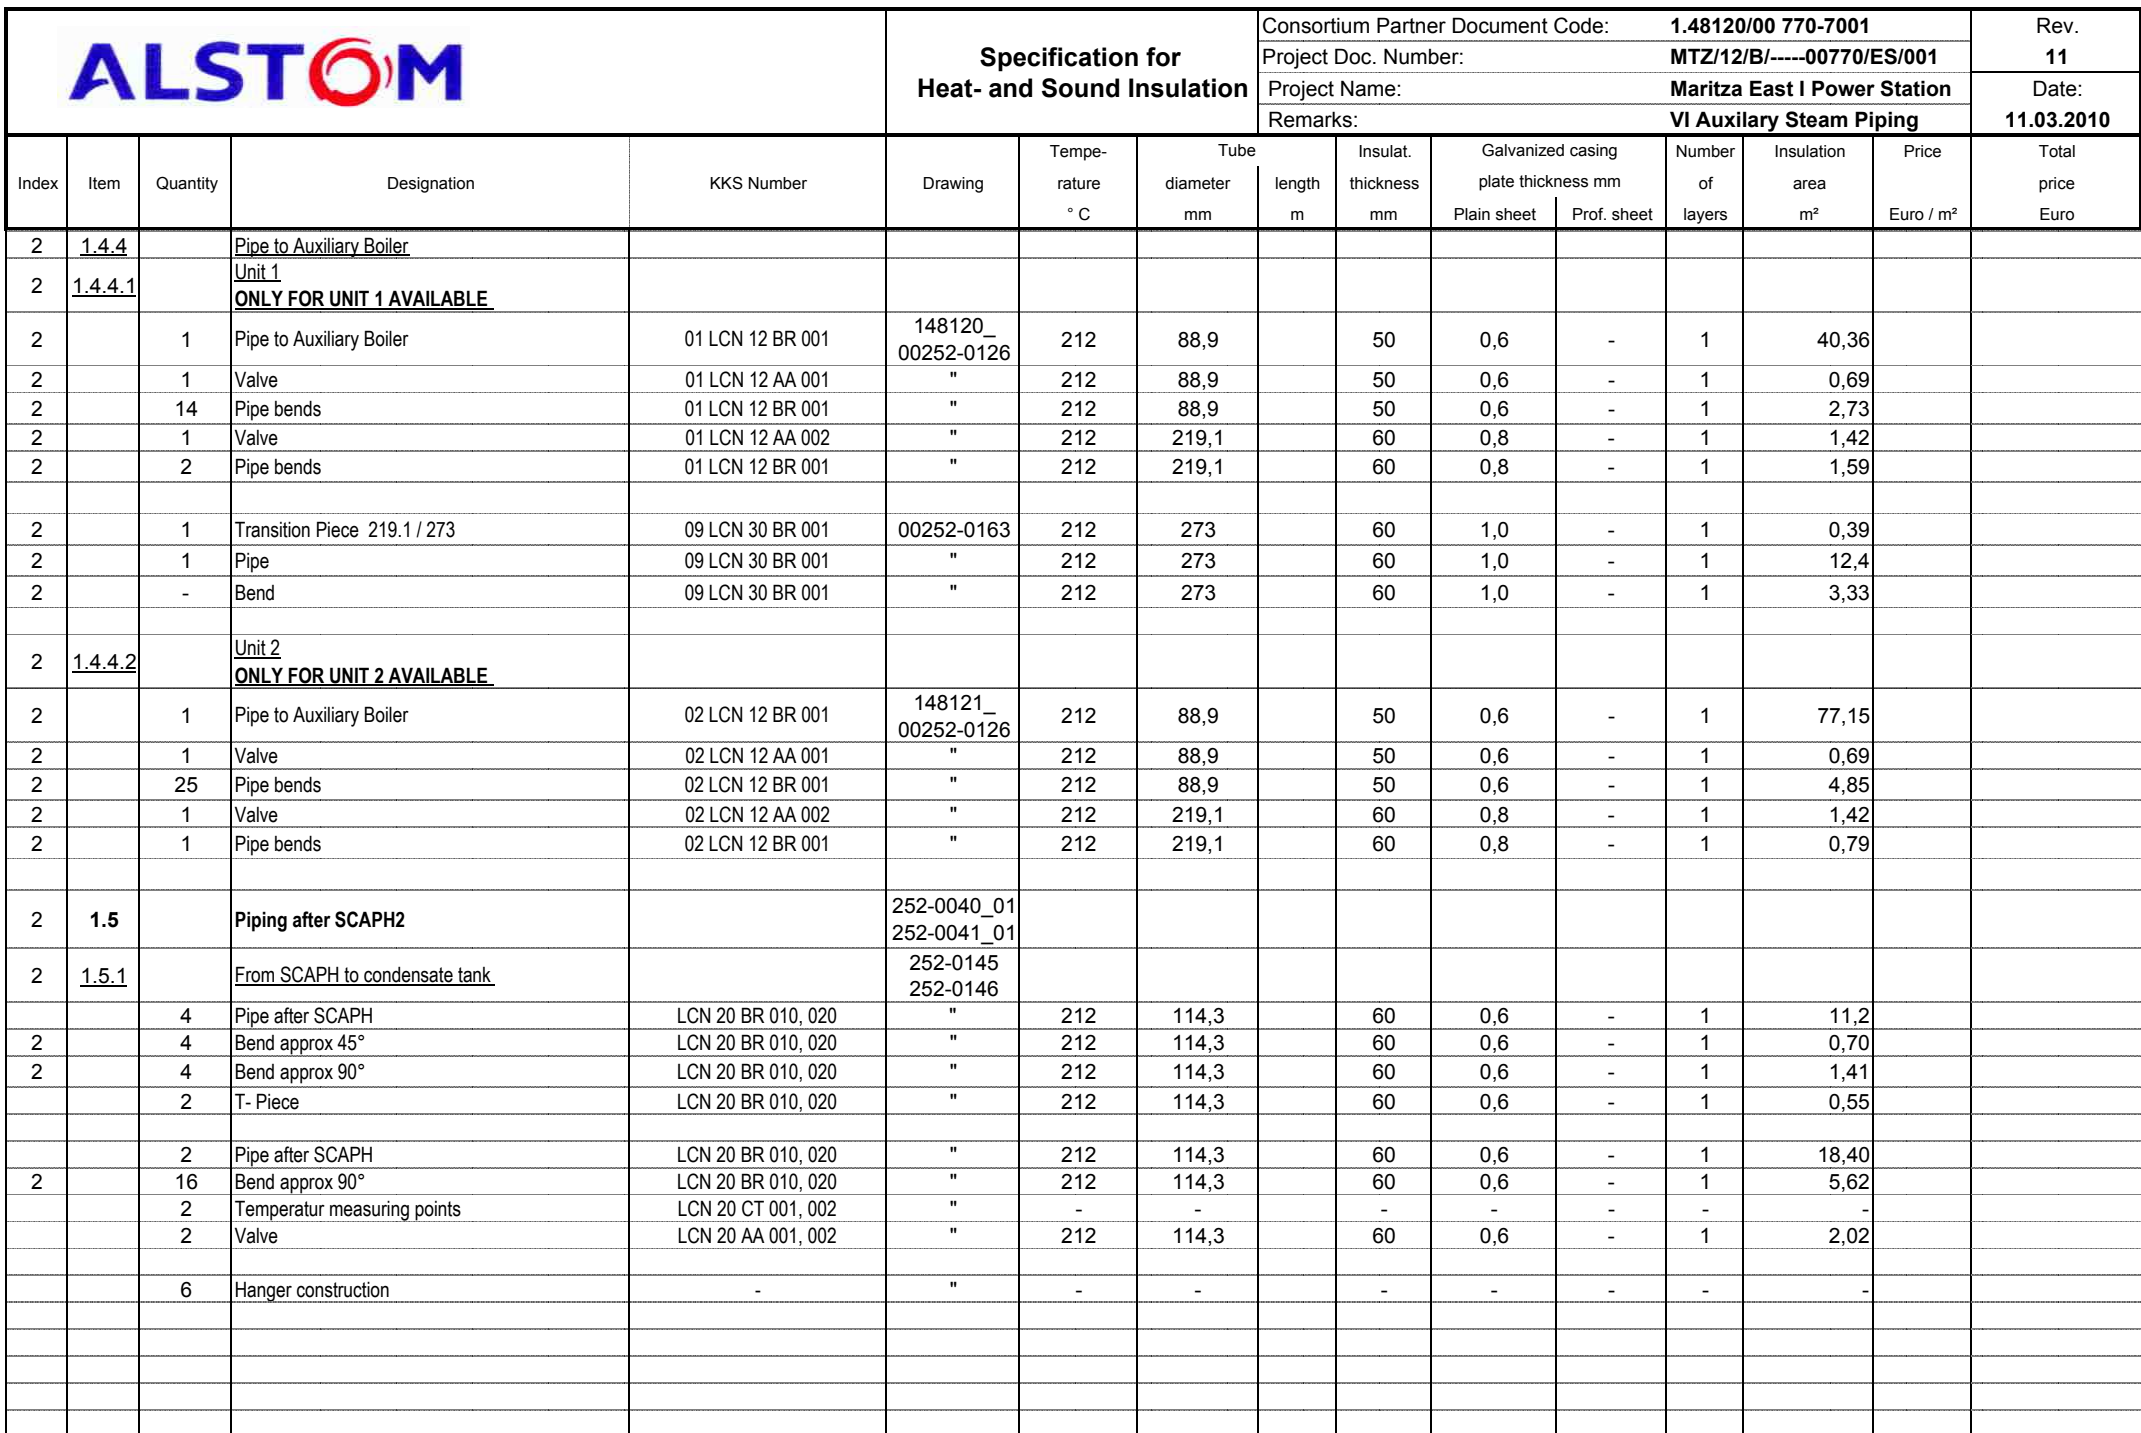 ALSTOM
Specification for
Heat- and Sound Insulation
Consortium Partner Document Code: 1.48120/00 770-7001
Project Doc. Number: MTZ/12/B/-----00770/ES/001
Project Name: Maritza East I Power Station
Remarks: VI Auxilary Steam Piping
Rev.
11
Date:
11.03.2010
Index Item Quantity Designation KKS Number Drawing Tempe- rature ° C Tube diameter mm length m Insulat. thickness mm Galvanized casing plate thickness mm Plain sheet Prof. sheet Number of layers Insulation area m² Price Euro / m² Total price Euro
2 1.4.4 Pipe to Auxiliary Boiler
2 1.4.4.1 Unit 1
ONLY FOR UNIT 1 AVAILABLE
2 1 Pipe to Auxiliary Boiler 01 LCN 12 BR 001 148120_ 00252-0126 212 88,9 50 0,6 - 1 40,36
2 1 Valve 01 LCN 12 AA 001 " 212 88,9 50 0,6 - 1 0,69
2 14 Pipe bends 01 LCN 12 BR 001 " 212 88,9 50 0,6 - 1 2,73
2 1 Valve 01 LCN 12 AA 002 " 212 219,1 60 0,8 - 1 1,42
2 2 Pipe bends 01 LCN 12 BR 001 " 212 219,1 60 0,8 - 1 1,59
2 1 Transition Piece 219.1 / 273 09 LCN 30 BR 001 00252-0163 212 273 60 1,0 - 1 0,39
2 1 Pipe 09 LCN 30 BR 001 " 212 273 60 1,0 - 1 12,4
2 - Bend 09 LCN 30 BR 001 " 212 273 60 1,0 - 1 3,33
2 1.4.4.2 Unit 2
ONLY FOR UNIT 2 AVAILABLE
2 1 Pipe to Auxiliary Boiler 02 LCN 12 BR 001 148121_ 00252-0126 212 88,9 50 0,6 - 1 77,15
2 1 Valve 02 LCN 12 AA 001 " 212 88,9 50 0,6 - 1 0,69
2 25 Pipe bends 02 LCN 12 BR 001 " 212 88,9 50 0,6 - 1 4,85
2 1 Valve 02 LCN 12 AA 002 " 212 219,1 60 0,8 - 1 1,42
2 1 Pipe bends 02 LCN 12 BR 001 " 212 219,1 60 0,8 - 1 0,79
2 1.5 Piping after SCAPH2 252-0040_01 252-0041_01
2 1.5.1 From SCAPH to condensate tank 252-0145 252-0146
4 Pipe after SCAPH LCN 20 BR 010, 020 " 212 114,3 60 0,6 - 1 11,2
2 4 Bend approx 45° LCN 20 BR 010, 020 " 212 114,3 60 0,6 - 1 0,70
2 4 Bend approx 90° LCN 20 BR 010, 020 " 212 114,3 60 0,6 - 1 1,41
2 T- Piece LCN 20 BR 010, 020 " 212 114,3 60 0,6 - 1 0,55
2 Pipe after SCAPH LCN 20 BR 010, 020 " 212 114,3 60 0,6 - 1 18,40
2 16 Bend approx 90° LCN 20 BR 010, 020 " 212 114,3 60 0,6 - 1 5,62
2 Temperatur measuring points LCN 20 CT 001, 002 " - - - - - - -
2 Valve LCN 20 AA 001, 002 " 212 114,3 60 0,6 - 1 2,02
6 Hanger construction - " - - - - - - -